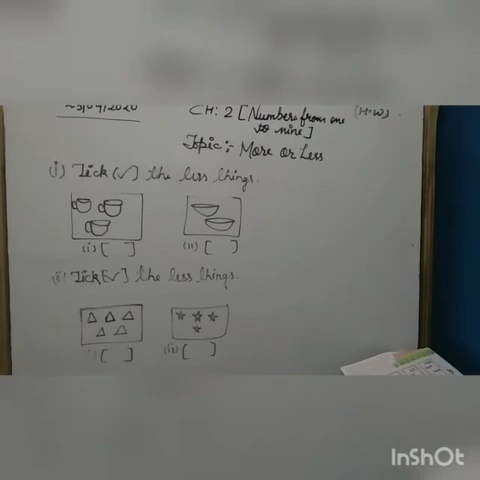 CH: 2 [Numbers from one (H.W).
to nine]
Topic:- More or Less
(i) Tick [✓] the less things.
(i) [ ] (ii) [ ]
(ii) Tick [✓] the less things.
[ ] (ii) [ ]
InShOt